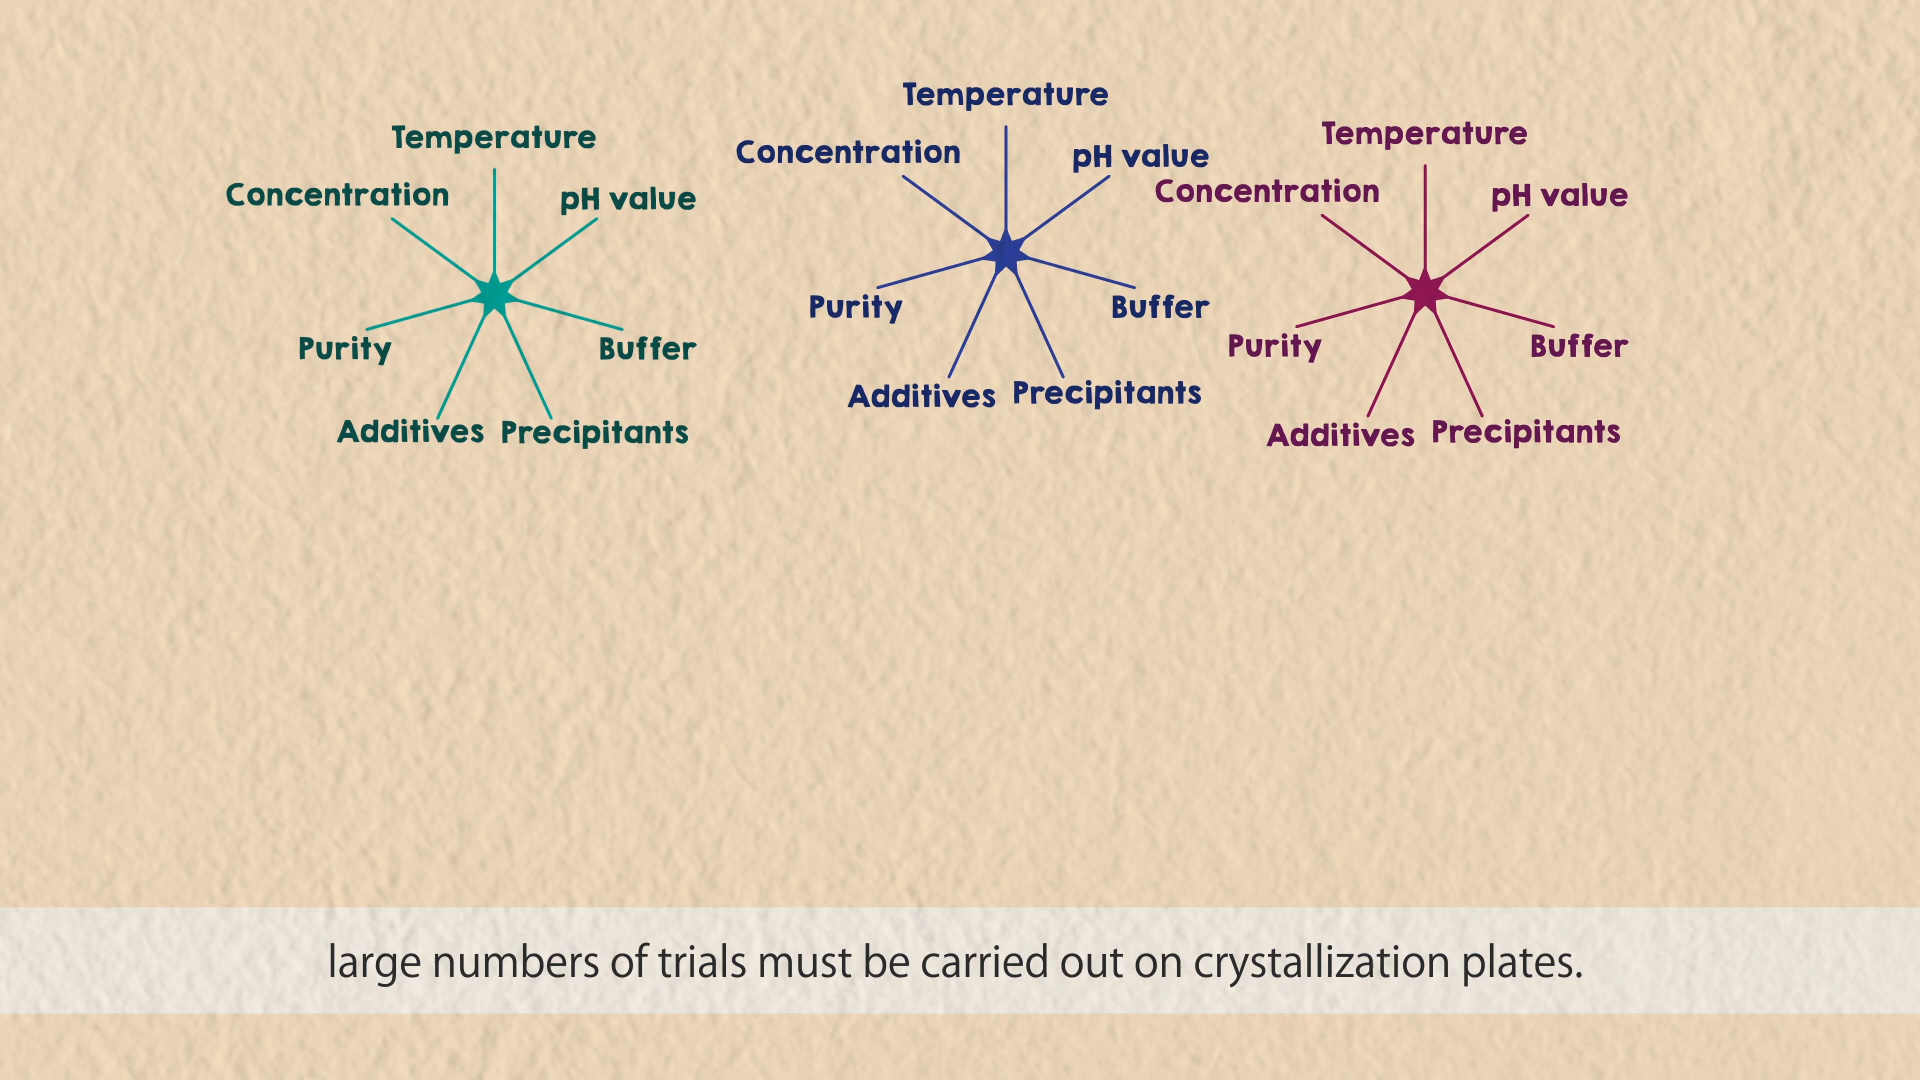 Temperature
Concentration
pH value
Purity
Buffer
Additives
Precipitants
Temperature
Concentration
pH value
Purity
Buffer
Additives
Precipitants
Temperature
Concentration
pH value
Purity
Buffer
Additives
Precipitants
large numbers of trials must be carried out on crystallization plates.